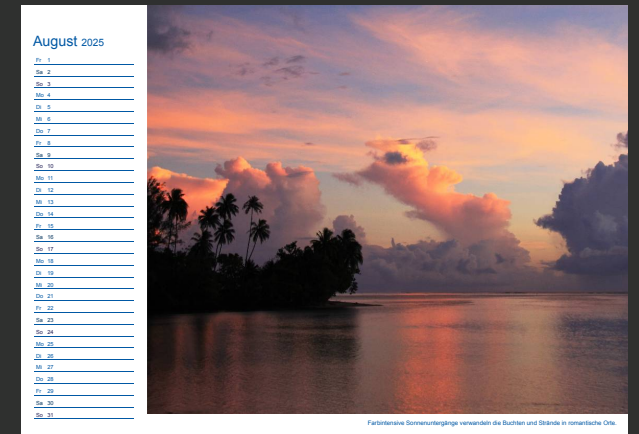 August 2025
Fr 1
Sa 2
So 3
Mo 4
Di 5
Mi 6
Do 7
Fr 8
Sa 9
So 10
Mo 11
Di 12
Mi 13
Do 14
Fr 15
Sa 16
So 17
Mo 18
Di 19
Mi 20
Do 21
Fr 22
Sa 23
So 24
Mo 25
Di 26
Mi 27
Do 28
Fr 29
Sa 30
So 31
Farbintensive Sonnenuntergänge verwandeln die Buchten und Strände in romantische Orte.